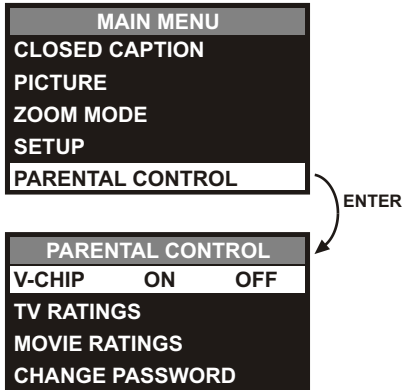 MAIN MENU
CLOSED CAPTION
PICTURE
ZOOM MODE
SETUP
PARENTAL CONTROL
ENTER
PARENTAL CONTROL
V-CHIP ON OFF
TV RATINGS
MOVIE RATINGS
CHANGE PASSWORD